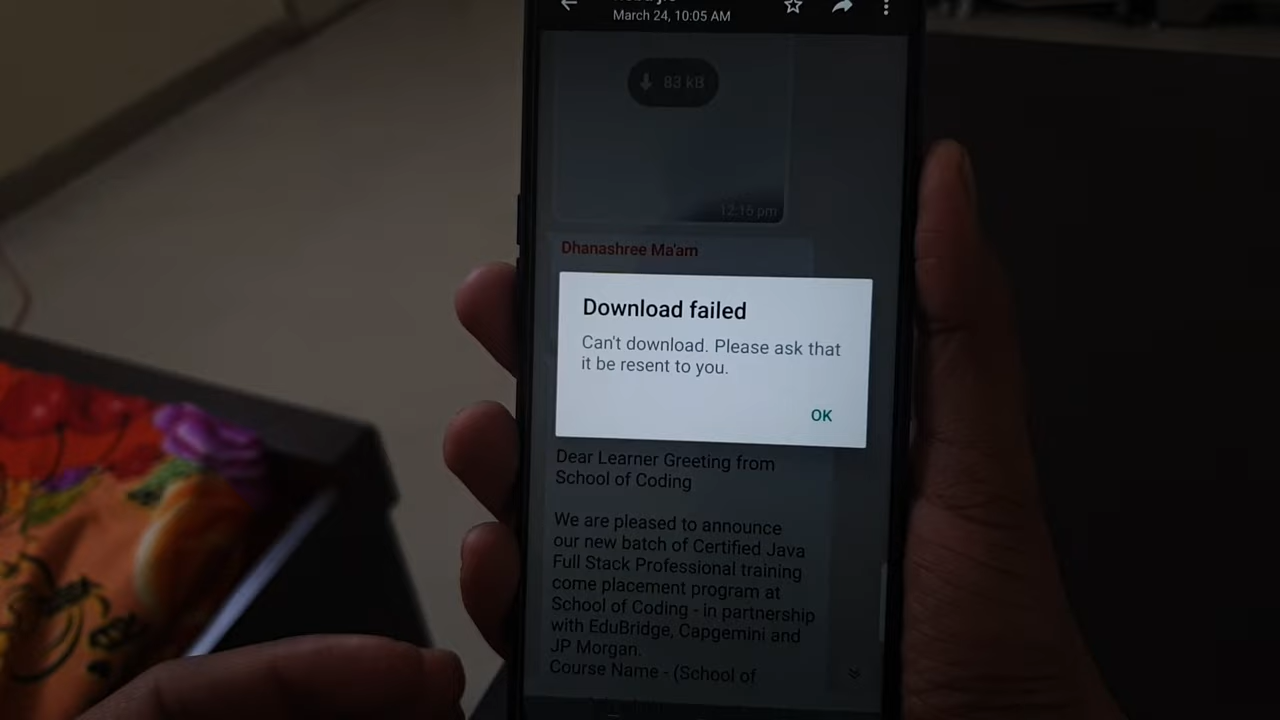 March 24, 10:05 AM
83 kB
12:16 pm
Dhanashree Ma'am
Download failed
Can't download. Please ask that
it be resent to you.
OK
Dear Learner Greeting from
School of Coding
We are pleased to announce
our new batch of Certified Java
Full Stack Professional training
come placement program at
School of Coding - in partnership
with EduBridge, Capgemini and
JP Morgan.
Course Name - (School of